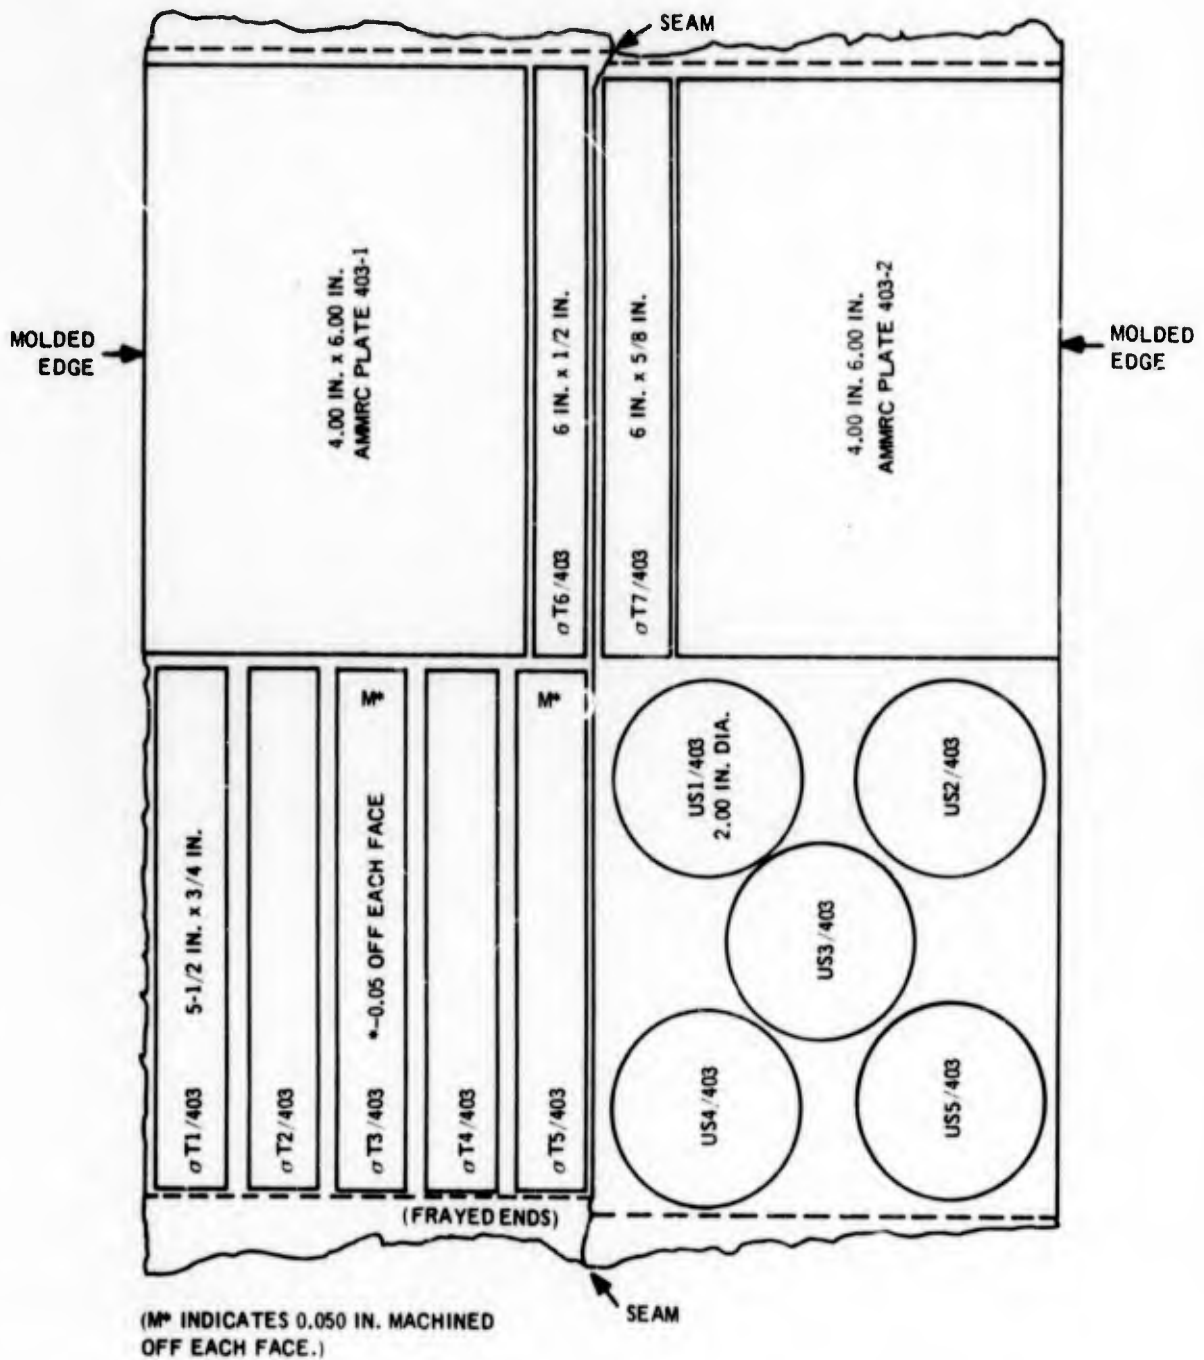 SEAM
MOLDED
EDGE
4.00 IN. x 6.00 IN.
AMMRC PLATE 403-1
6 IN. x 1/2 IN.
σT6/403
6 IN. x 5/8 IN.
σT7/403
4.00 IN. 6.00 IN.
AMMRC PLATE 403-2
MOLDED
EDGE
σT1/403 5-1/2 IN. x 3/4 IN.
σT2/403
σT3/403 *-0.05 OFF EACH FACE M*
σT4/403
σT5/403 M*
US1/403
2.00 IN. DIA.
US2/403
US3/403
US4/403
US5/403
(FRAYED ENDS)
SEAM
(M* INDICATES 0.050 IN. MACHINED
OFF EACH FACE.)